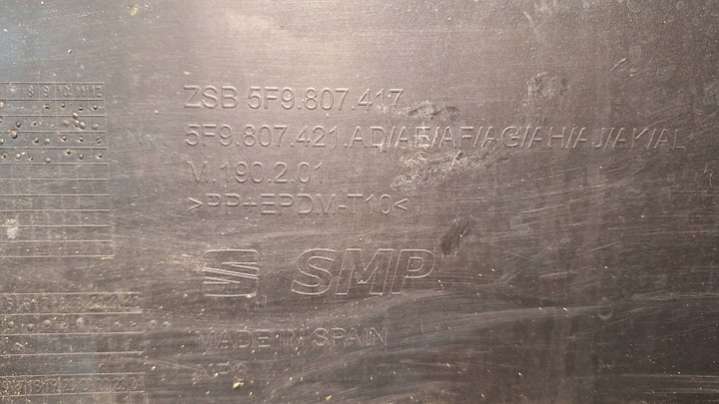 ZSB 5F9.807.417
5F9.807.421.AD/AE/AF/AG/AH/AJ/AK/AL
M.190.2.01
>PP+EPDM-T10<
SMP
MADE IN SPAIN